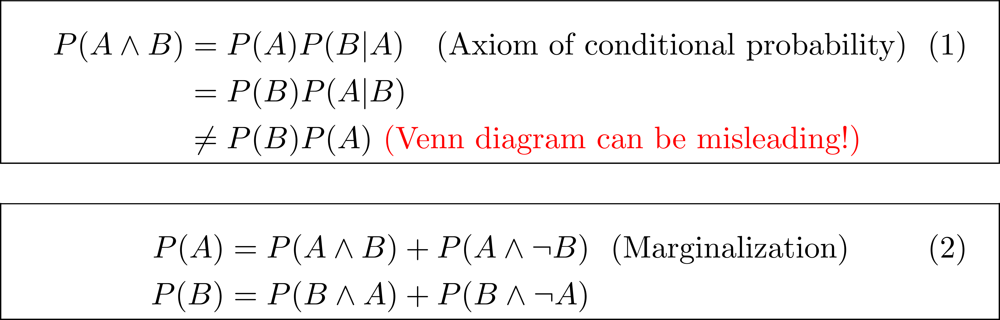 P(A ∧ B) = P(A)P(B|A) (Axiom of conditional probability) (1)
= P(B)P(A|B)
≠ P(B)P(A) (Venn diagram can be misleading!)
P(A) = P(A ∧ B) + P(A ∧ ¬B) (Marginalization) (2)
P(B) = P(B ∧ A) + P(B ∧ ¬A)